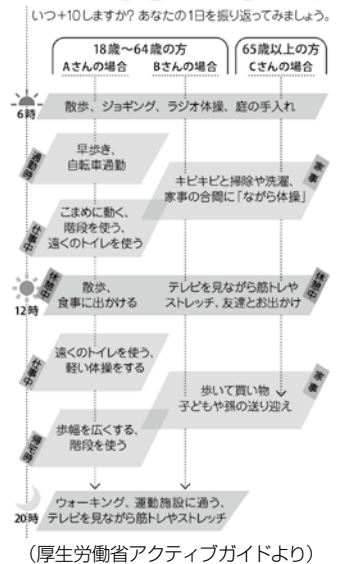 いつ+10しますか? あなたの1日を振り返ってみましょう。
18歳〜64歳の方
65歳以上の方
Aさんの場合
Bさんの場合
Cさんの場合
6時
散歩、ジョギング、ラジオ体操、庭の手入れ
通勤時
早歩き、
自転車通勤
家事
キビキビと掃除や洗濯、
家事の合間に「ながら体操」
仕事中
こまめに動く、
階段を使う、
遠くのトイレを使う
12時
休憩中
散歩、
食事に出かける
テレビを見ながら筋トレや
ストレッチ、友達とお出かけ
休憩中
仕事中
遠くのトイレを使う、
軽い体操をする
家事
歩いて買い物
子どもや孫の送り迎え
帰宅時
歩幅を広くする、
階段を使う
20時
ウォーキング、運動施設に通う、
テレビを見ながら筋トレやストレッチ
(厚生労働省アクティブガイドより)